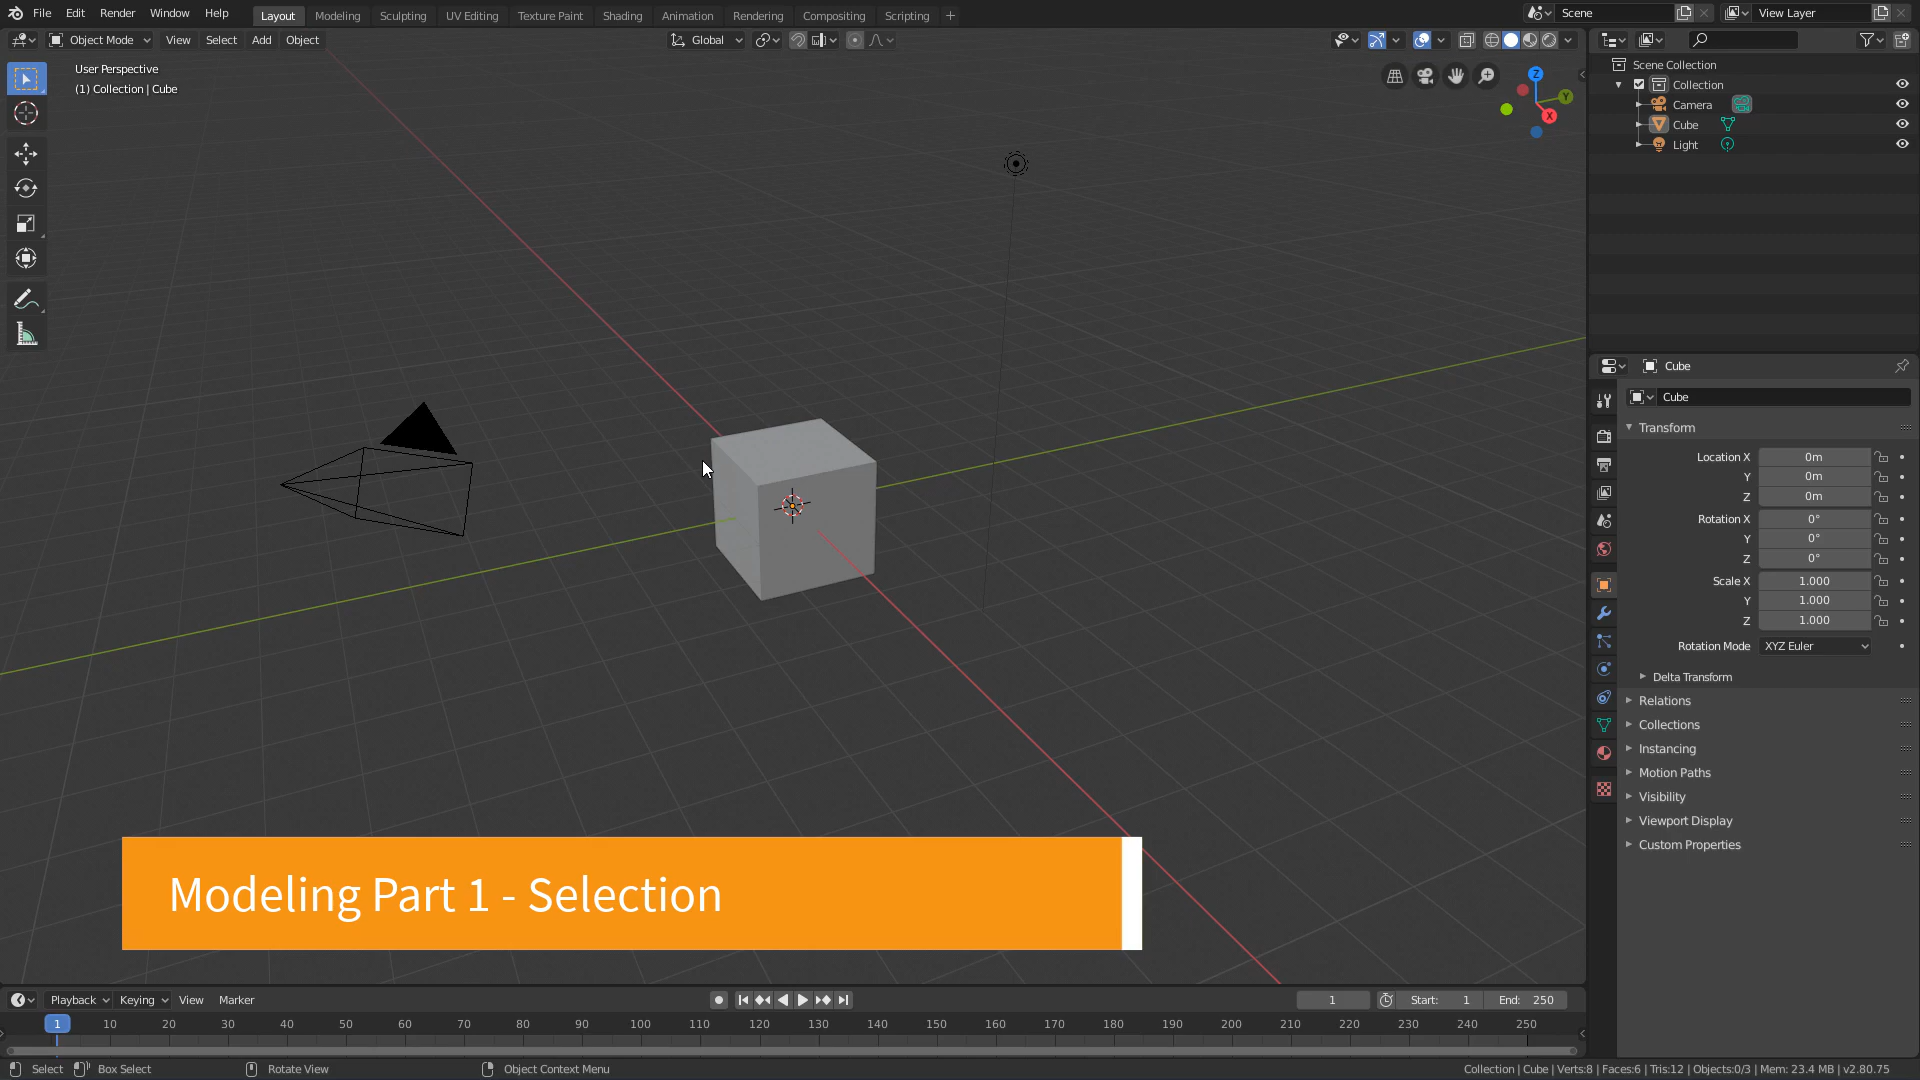 File Edit Render Window Help Layout Modeling Sculpting UV Editing Texture Paint Shading Animation Rendering Compositing Scripting + Scene View Layer
Object Mode View Select Add Object Global
User Perspective
(1) Collection | Cube
Z
Y
X
Scene Collection
Collection
Camera
Cube
Light
Cube
Cube
Transform
Location X 0m
Y 0m
Z 0m
Rotation X 0°
Y 0°
Z 0°
Scale X 1.000
Y 1.000
Z 1.000
Rotation Mode XYZ Euler
Delta Transform
Relations
Collections
Instancing
Motion Paths
Visibility
Viewport Display
Custom Properties
Modeling Part 1 - Selection
Playback Keying View Marker 1 Start: 1 End: 250
1 10 20 30 40 50 60 70 80 90 100 110 120 130 140 150 160 170 180 190 200 210 220 230 240 250
Select Box Select Rotate View Object Context Menu Collection | Cube | Verts:8 | Faces:6 | Tris:12 | Objects:0/3 | Mem: 23.4 MB | v2.80.75